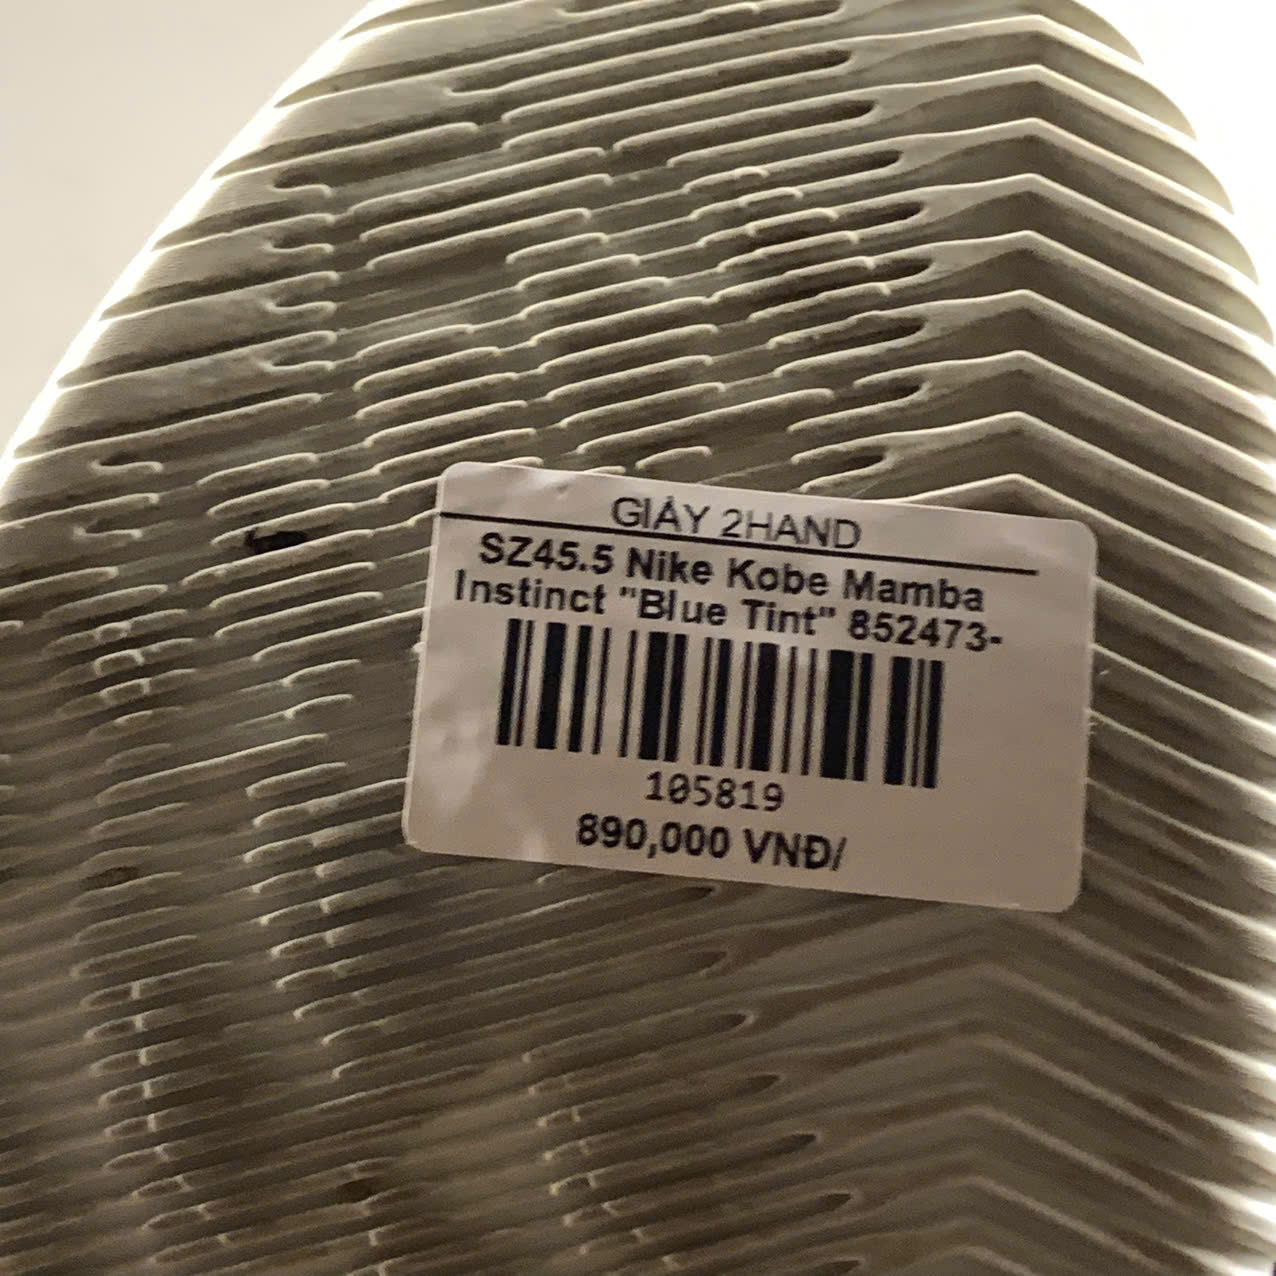 GIÀY 2HAND
SZ45.5 Nike Kobe Mamba
Instinct "Blue Tint" 852473-
105819
890,000 VNĐ/